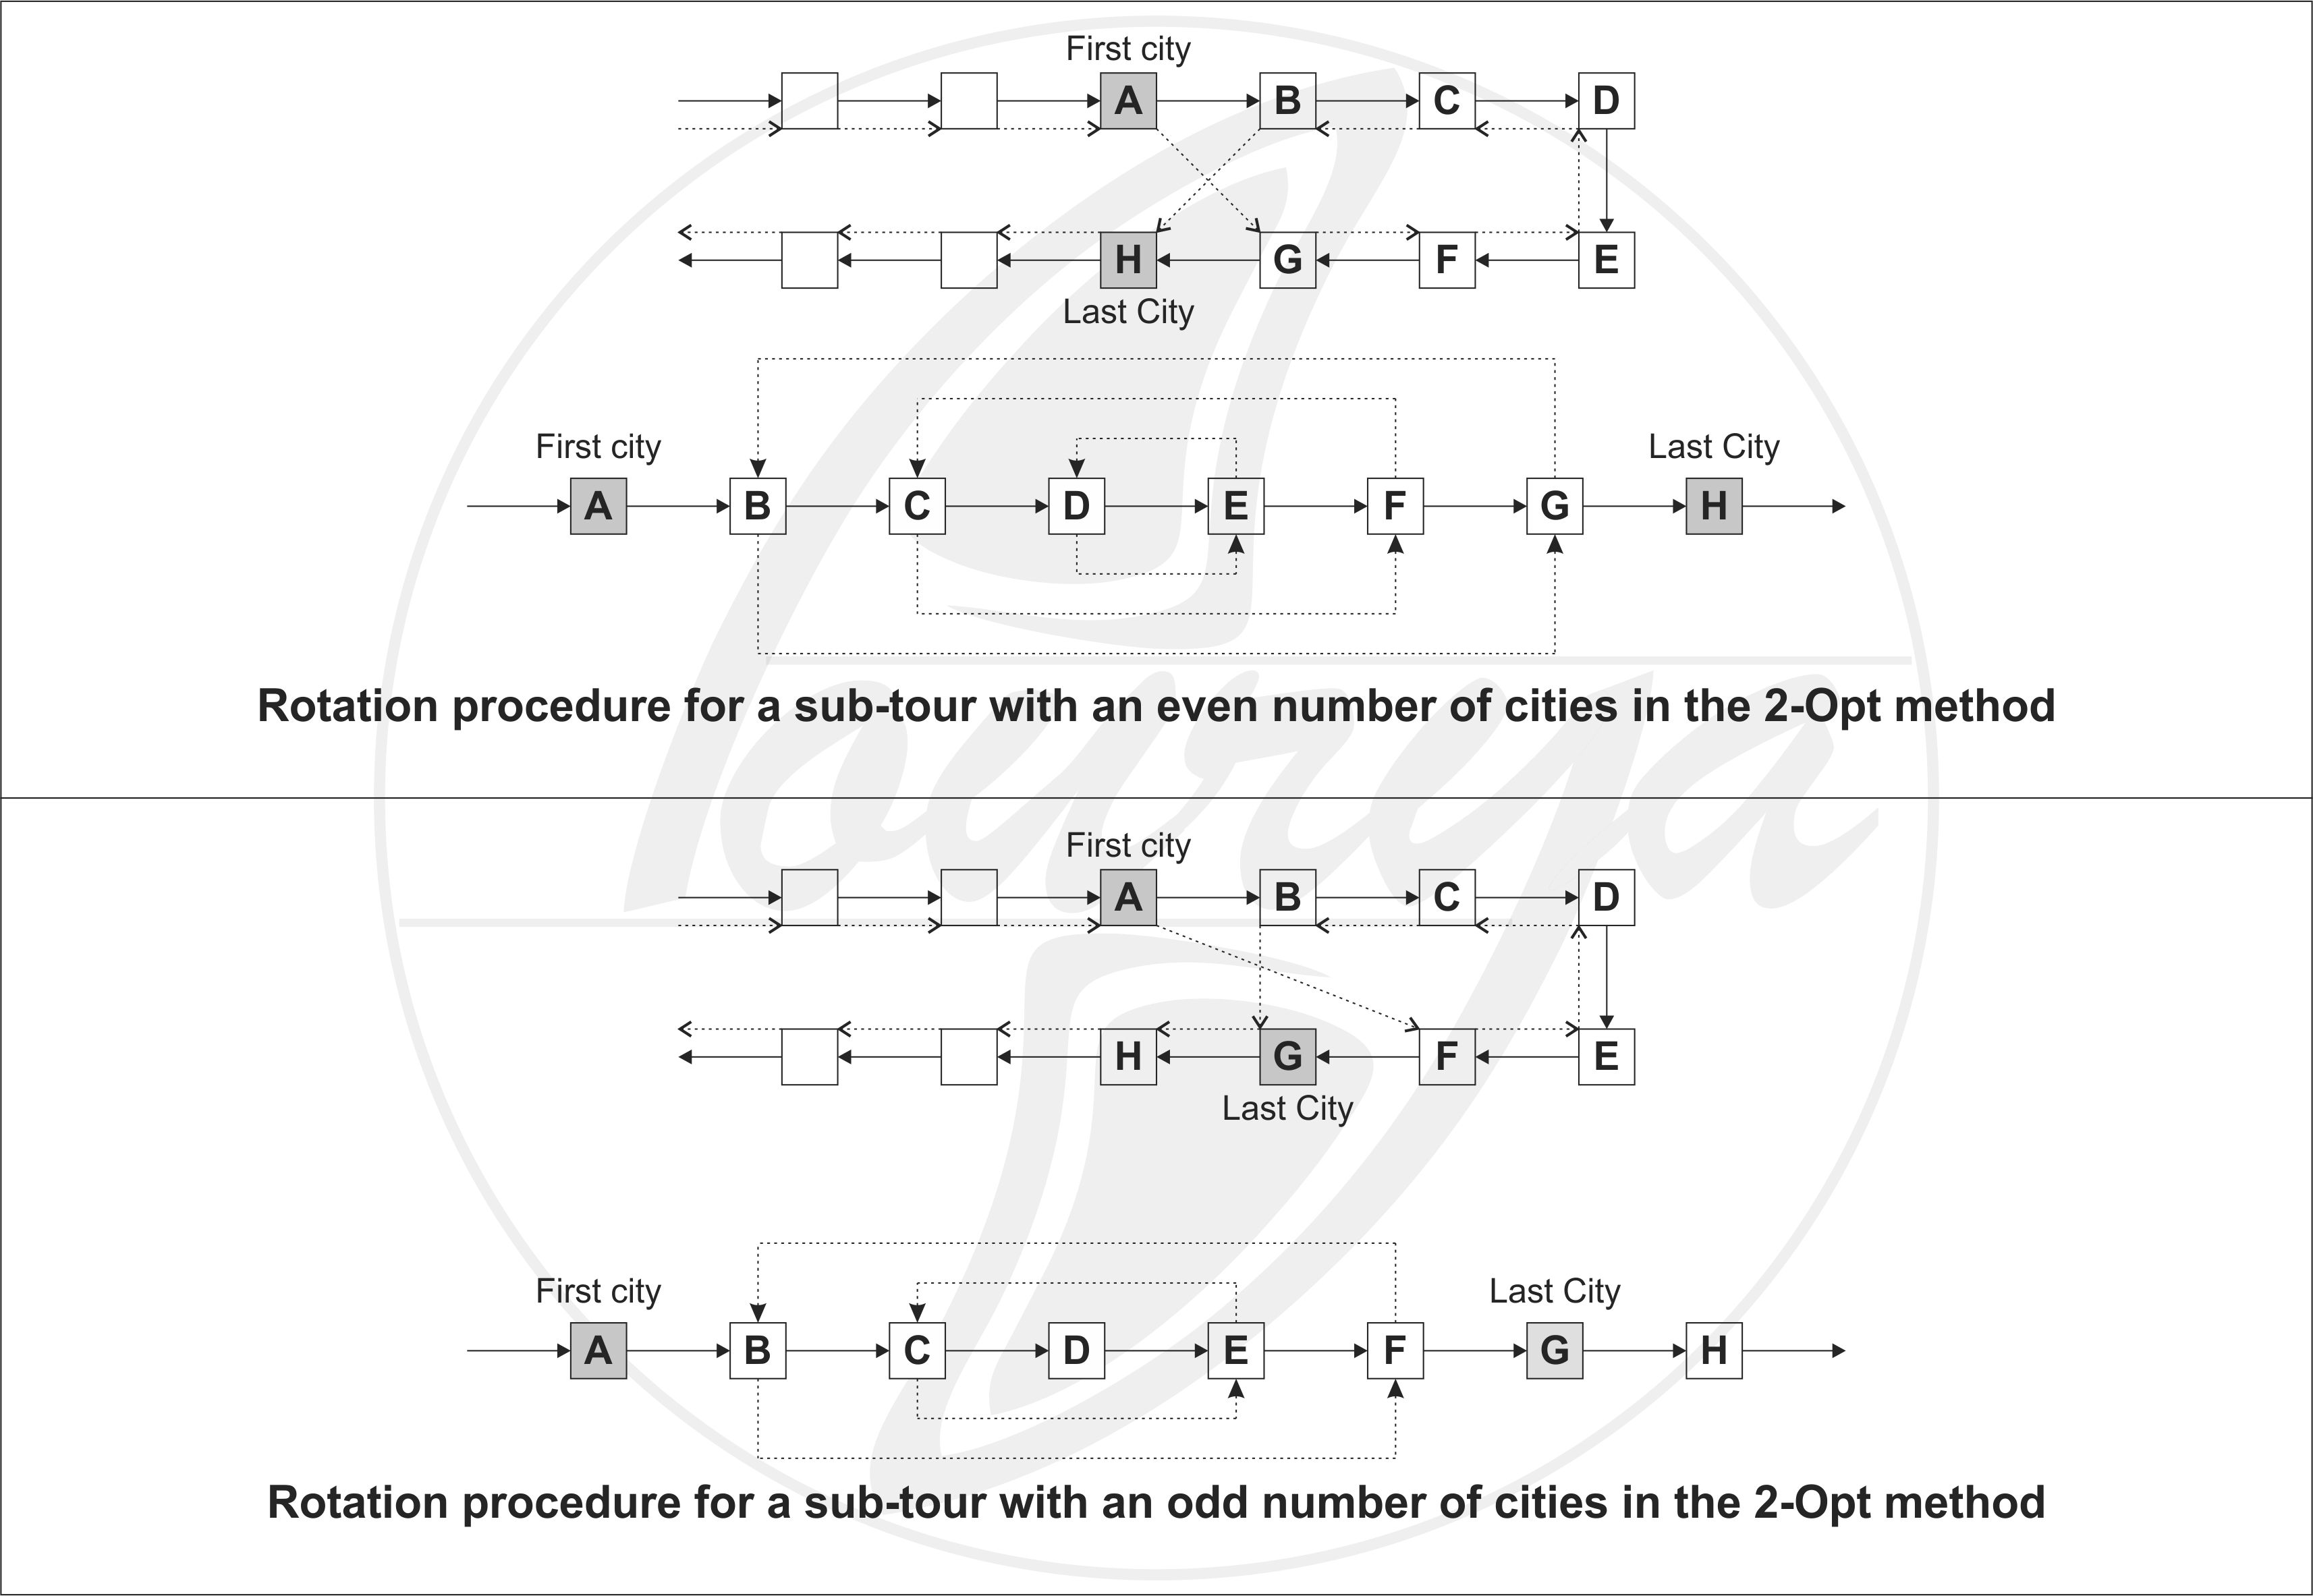 First city
A B C D
H G F E
Last City
First city Last City
A B C D E F G H
Rotation procedure for a sub-tour with an even number of cities in the 2-Opt method
First city
A B C D
H G F E
Last City
First city Last City
A B C D E F G H
Rotation procedure for a sub-tour with an odd number of cities in the 2-Opt method